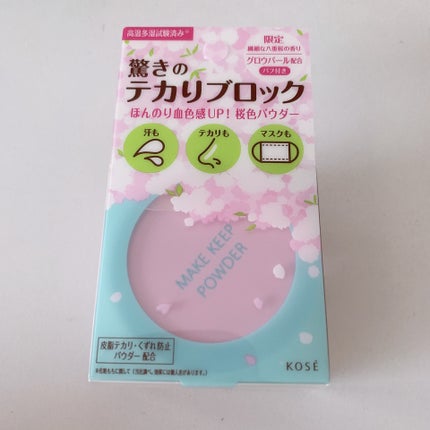 高温多湿試験済み*
限定
繊細な八重桜の香り
グロウパール配合
パフ付き
驚きの
テカりブロック
ほんのり血色感UP!桜色パウダー
汗も
テカりも
マスクも
MAKE KEEP
POWDER
皮脂テカリ・くずれ防止
パウダー 配合
KOSÉ